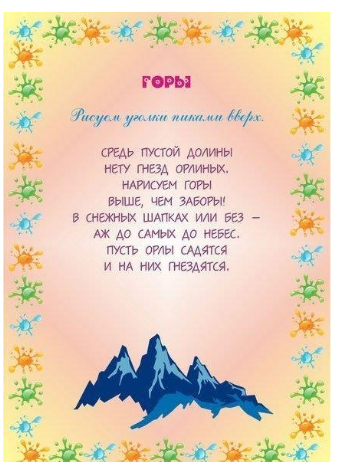 ГОРЫ
Рисуем уголки пиками вверх.
СРЕДЬ ПУСТОЙ ДОЛИНЫ
НЕТУ ГНЕЗД ОРЛИНЫХ.
НАРИСУЕМ ГОРЫ
ВЫШЕ, ЧЕМ ЗАБОРЫ!
В СНЕЖНЫХ ШАПКАХ ИЛИ БЕЗ –
АЖ ДО САМЫХ ДО НЕБЕС.
ПУСТЬ ОРЛЫ САДЯТСЯ
И НА НИХ ГНЕЗДЯТСЯ.